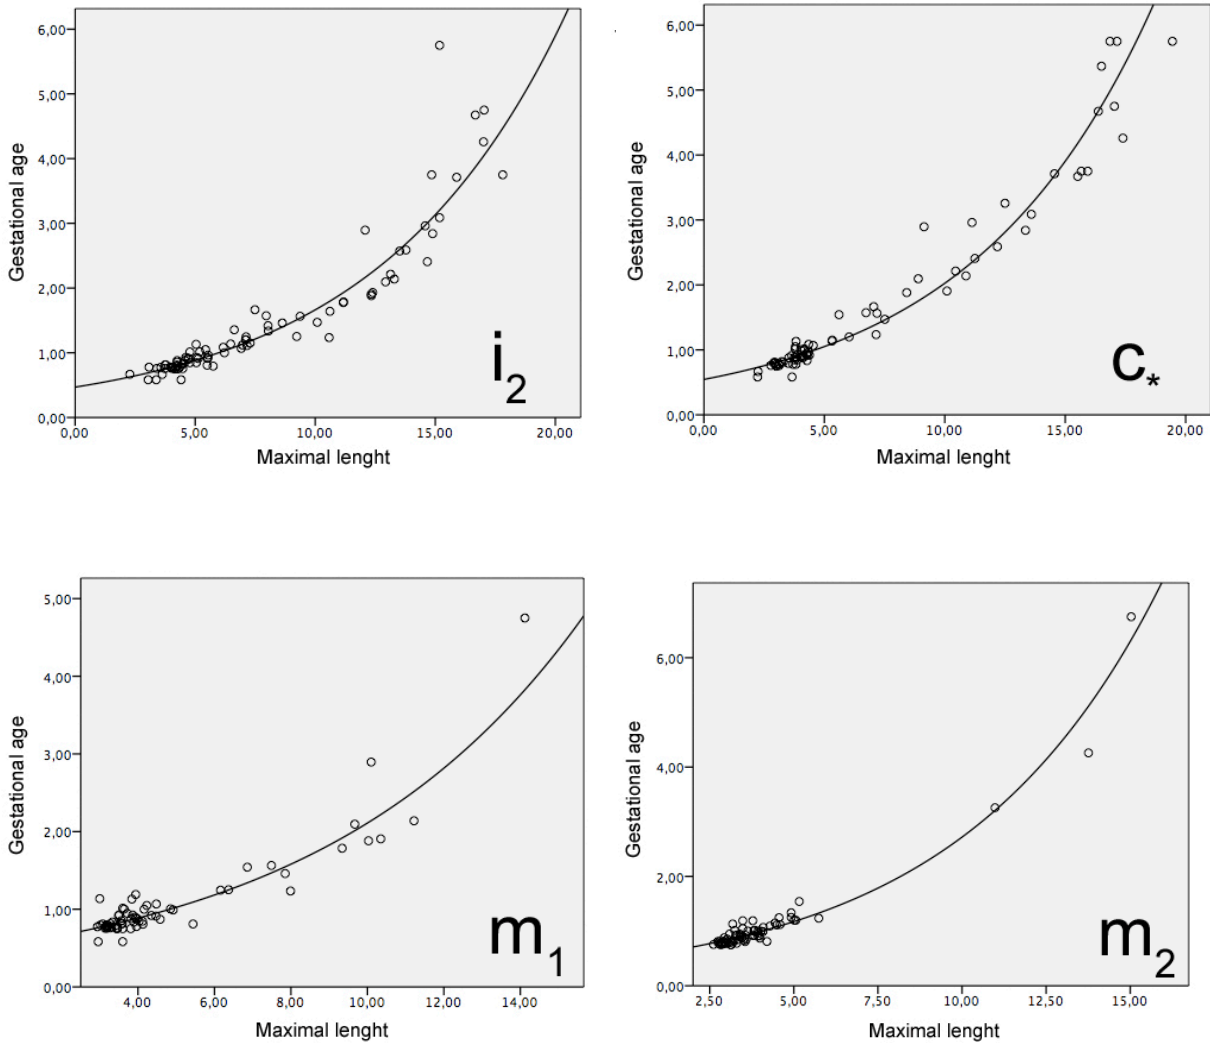 6,00
5,00
4,00
3,00
2,00
1,00
0,00
Gestational age
0,00 5,00 10,00 15,00 20,00
Maximal lenght
i2
6,00
5,00
4,00
3,00
2,00
1,00
0,00
Gestational age
0,00 5,00 10,00 15,00 20,00
Maximal lenght
c*
5,00
4,00
3,00
2,00
1,00
0,00
Gestational age
4,00 6,00 8,00 10,00 12,00 14,00
Maximal lenght
m1
6,00
4,00
2,00
0,00
Gestational age
2,50 5,00 7,50 10,00 12,50 15,00
Maximal lenght
m2